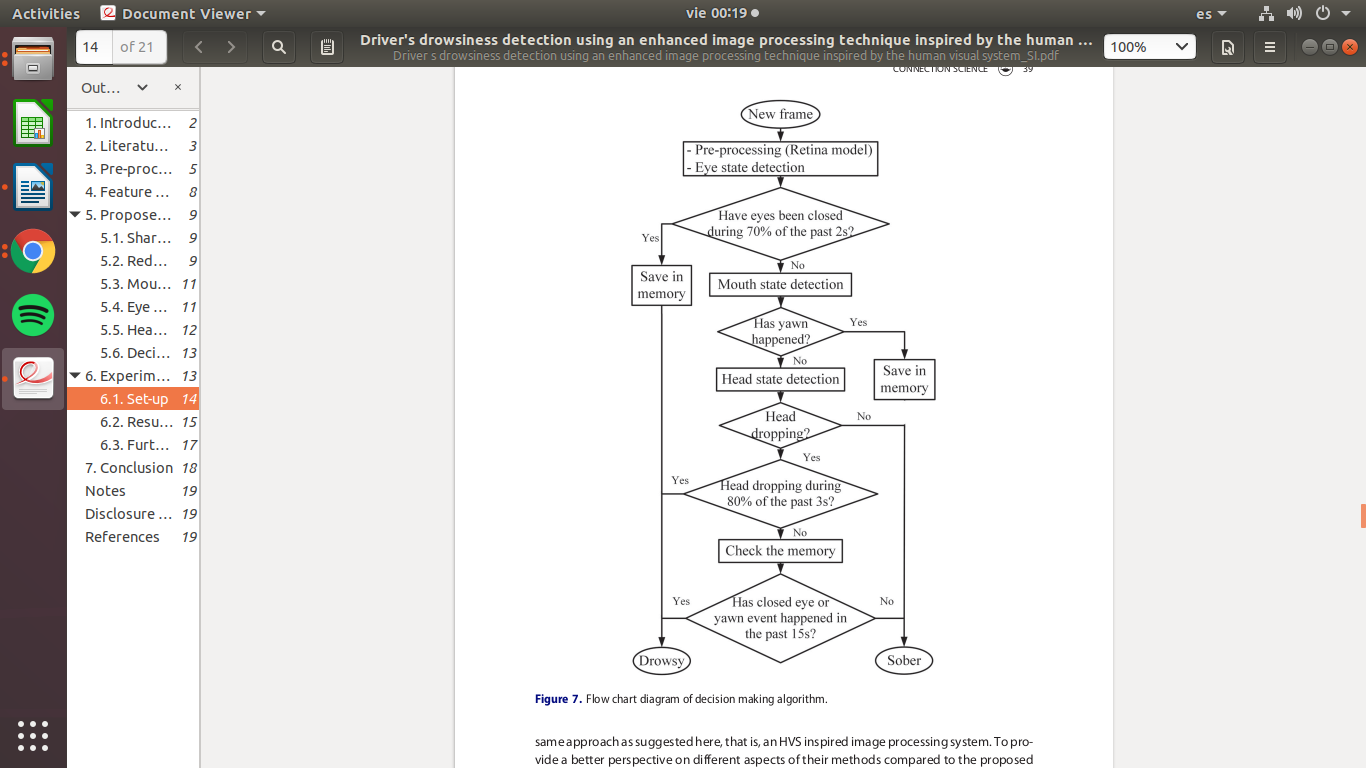 Activities
Document Viewer
vie 00:19
es
14
of 21
Driver's drowsiness detection using an enhanced image processing technique inspired by the human ...
Driver s drowsiness detection using an enhanced image processing technique inspired by the human visual system_SI.pdf
100%
Out...
1. Introduc... 2
2. Literatu... 3
3. Pre-proc... 5
4. Feature ... 8
5. Propose... 9
5.1. Shar... 9
5.2. Red... 9
5.3. Mou... 11
5.4. Eye ... 11
5.5. Hea... 12
5.6. Deci... 13
6. Experim... 13
6.1. Set-up 14
6.2. Resu... 15
6.3. Furt... 17
7. Conclusion 18
Notes 19
Disclosure ... 19
References 19
CONNECTION SCIENCE 39
New frame
- Pre-processing (Retina model)
- Eye state detection
Have eyes been closed
during 70% of the past 2s?
Yes
No
Save in
memory
Mouth state detection
Has yawn
happened?
Yes
No
Save in
memory
Head state detection
Head
dropping?
No
Yes
Head dropping during
80% of the past 3s?
Yes
No
Check the memory
Has closed eye or
yawn event happened in
the past 15s?
Yes
No
Drowsy
Sober
Figure 7. Flow chart diagram of decision making algorithm.
same approach as suggested here, that is, an HVS inspired image processing system. To pro-
vide a better perspective on different aspects of their methods compared to the proposed